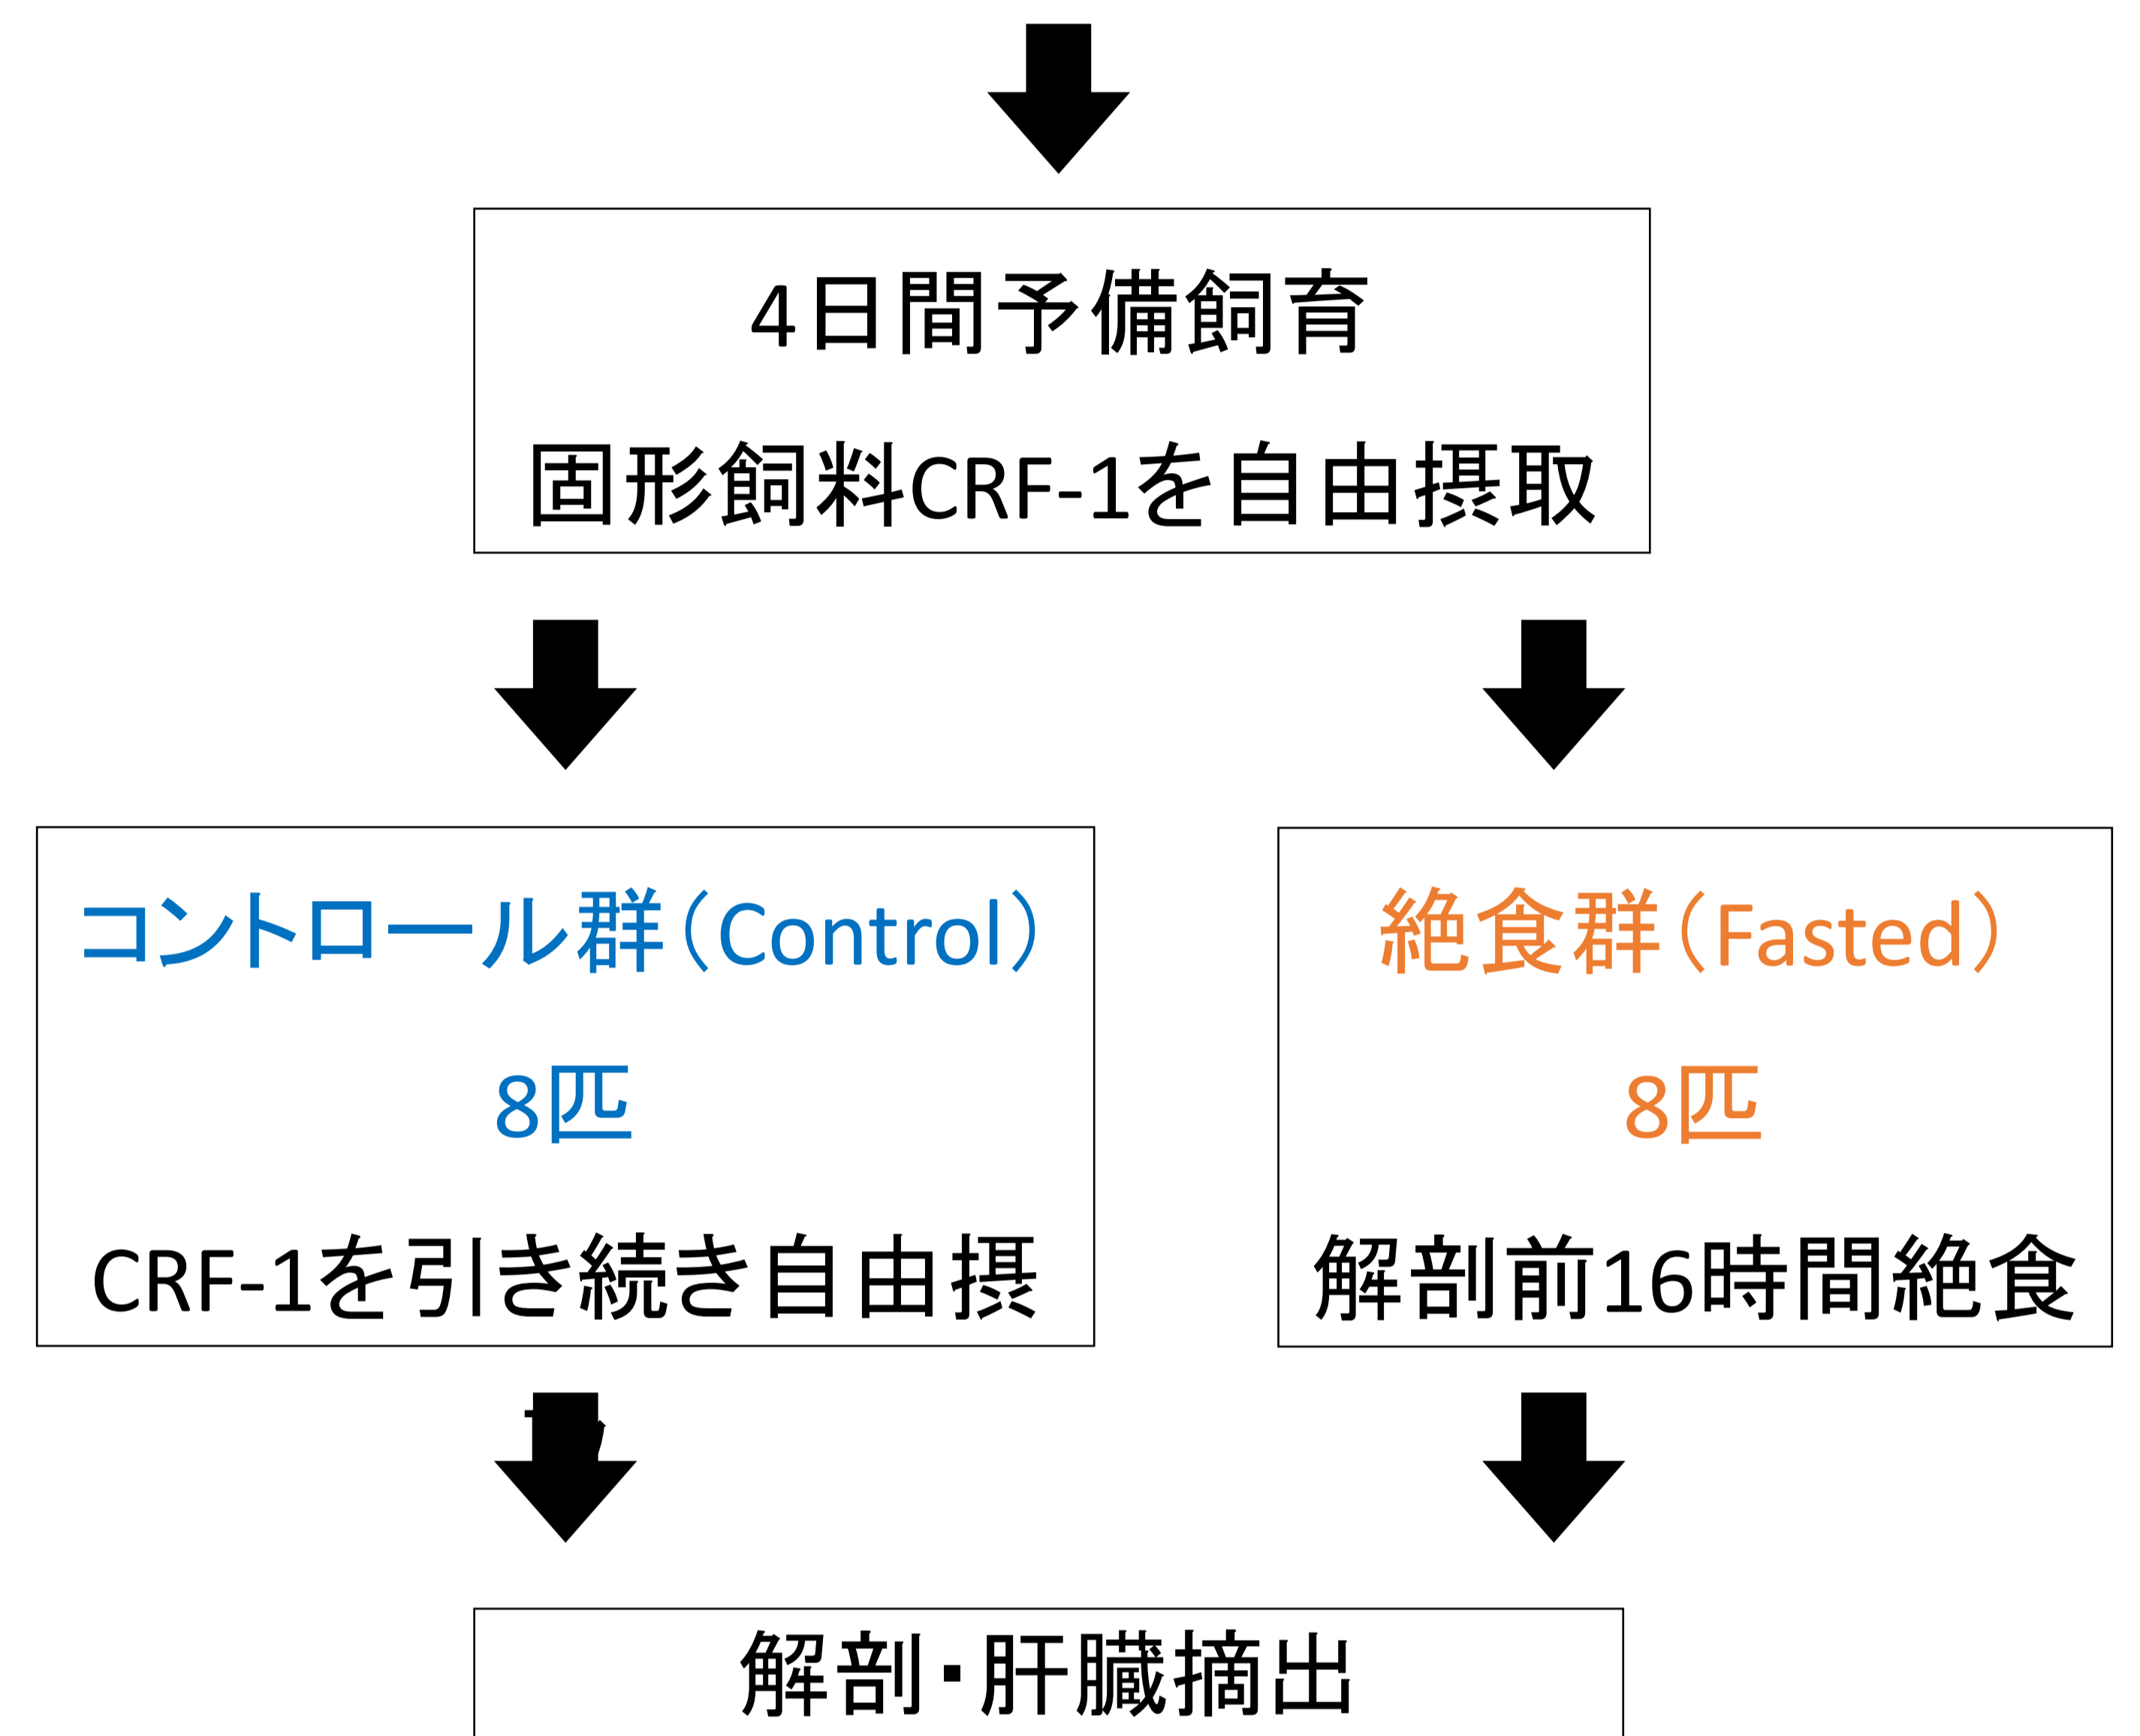 4日間予備飼育
固形飼料CRF-1を自由摂取
コントロール群(Control)
8匹
CRF-1を引き続き自由摂
絶食群(Fasted)
8匹
解剖前16時間絶食
解剖・肝臓摘出